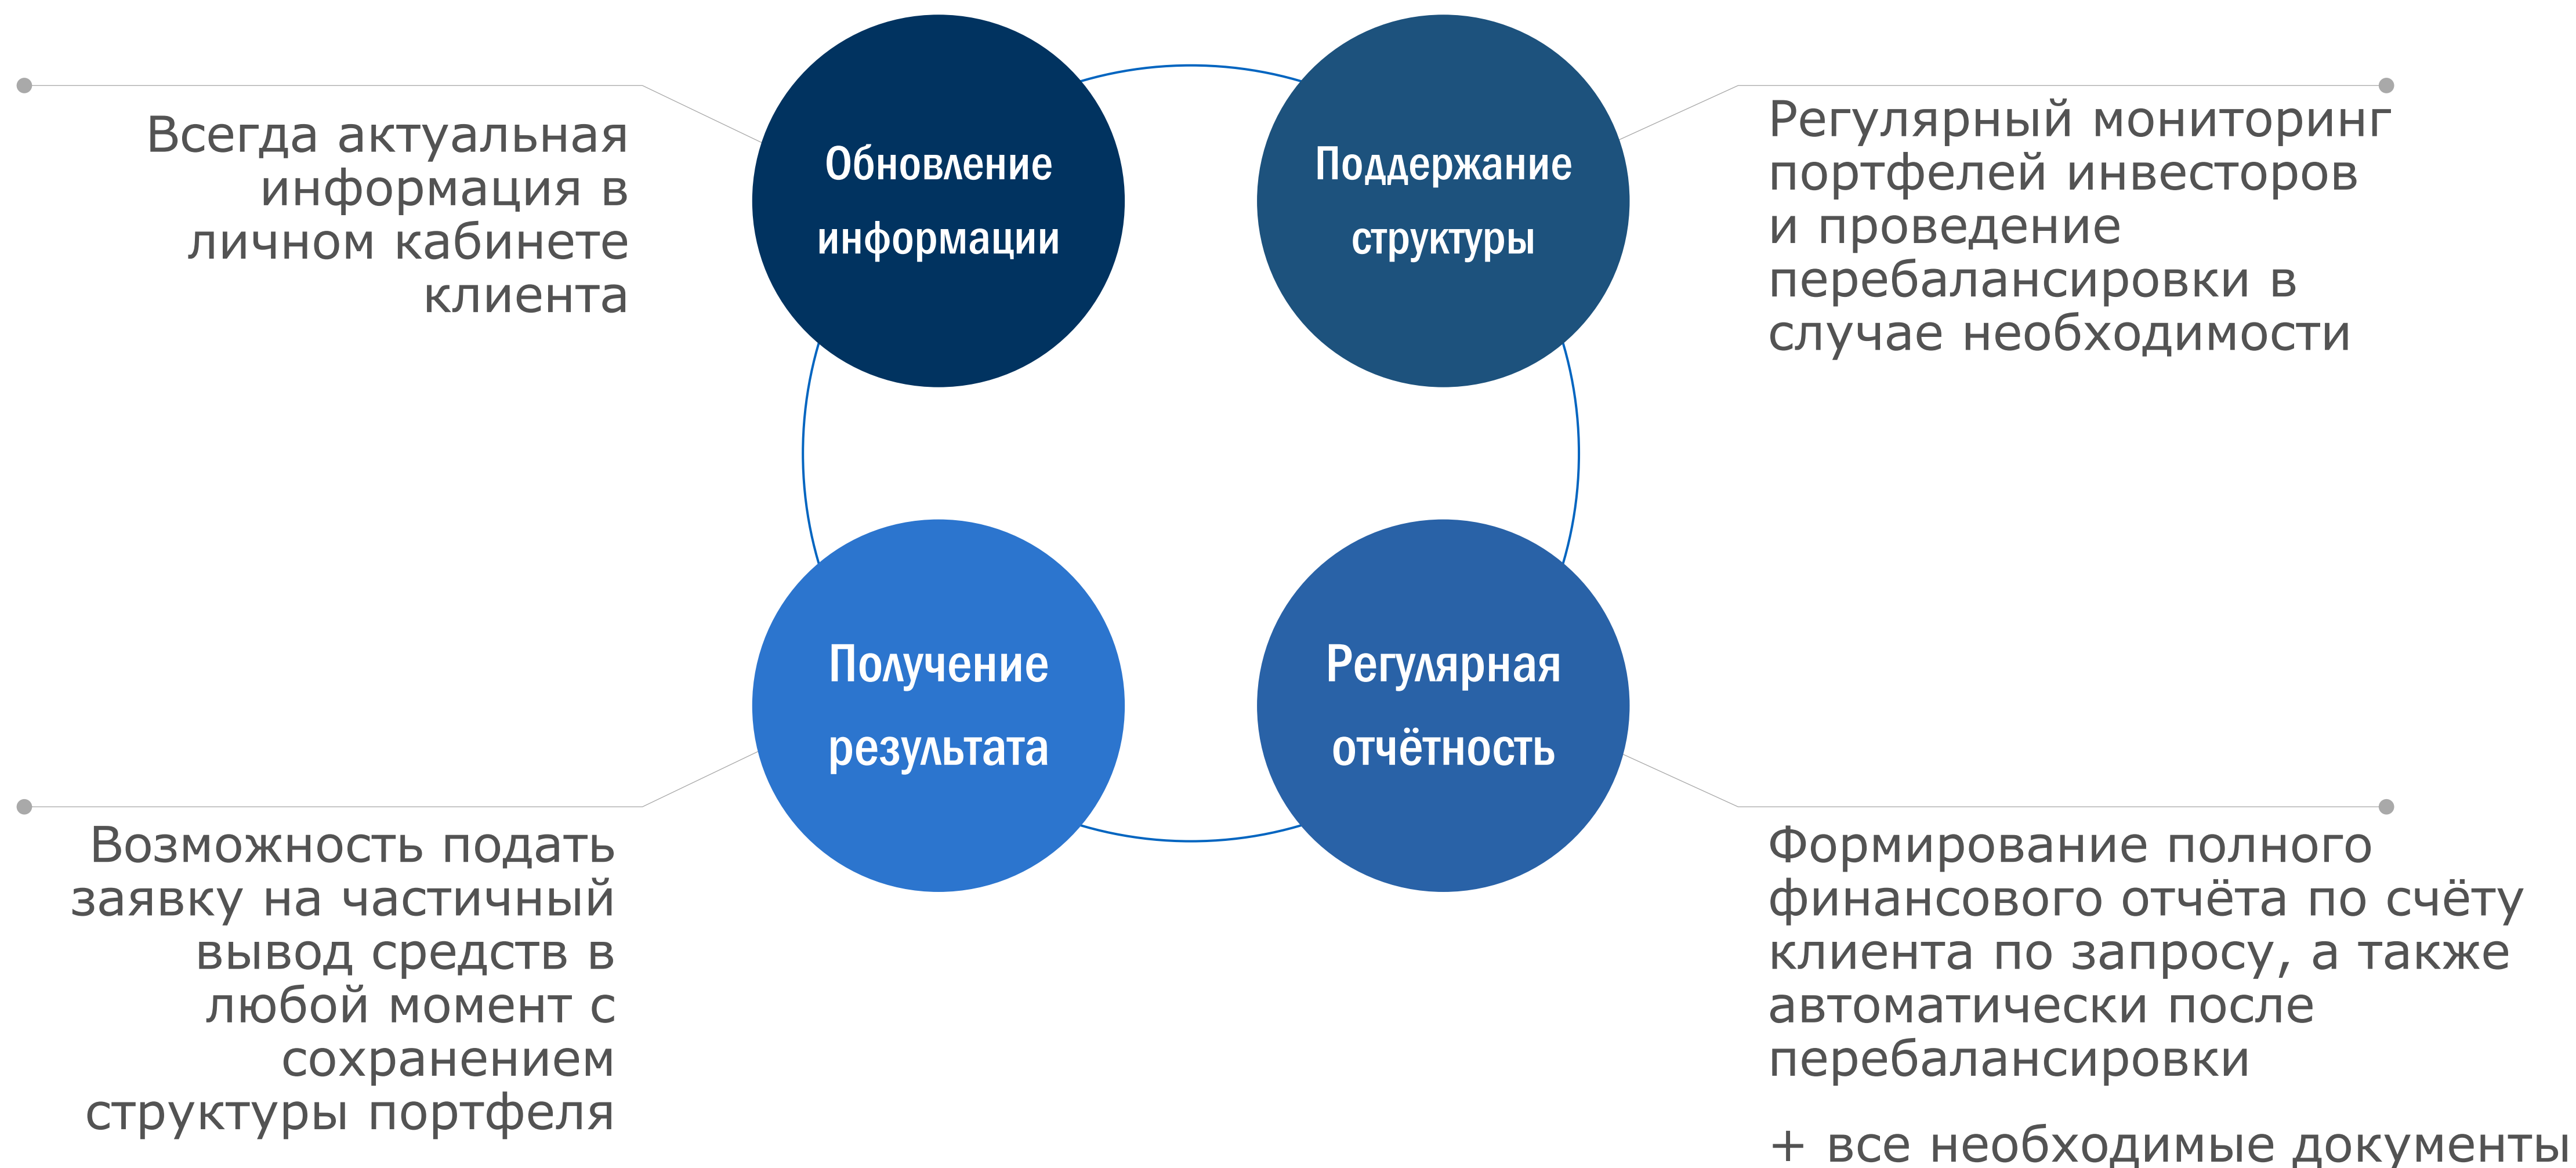 Всегда актуальная
информация в
личном кабинете
клиента
Обновление
информации
Поддержание
структуры
Регулярный мониторинг
портфелей инвесторов
и проведение
перебалансировки в
случае необходимости
Возможность подать
заявку на частичный
вывод средств в
любой момент с
сохранением
структуры портфеля
Получение
результата
Регулярная
отчётность
Формирование полного
финансового отчёта по счёту
клиента по запросу, а также
автоматически после
перебалансировки
+ все необходимые документы